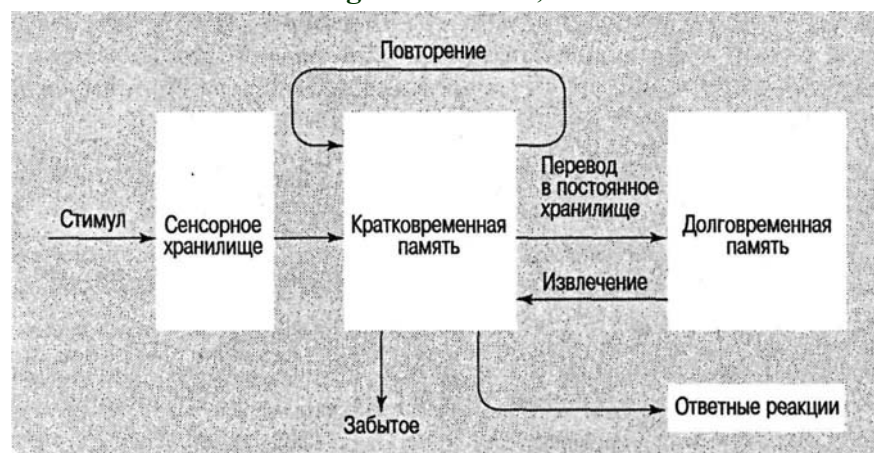 Повторение
Стимул
Сенсорное
хранилище
Кратковременная
память
Перевод
в постоянное
хранилище
Извлечение
Долговременная
память
Забытое
Ответные реакции